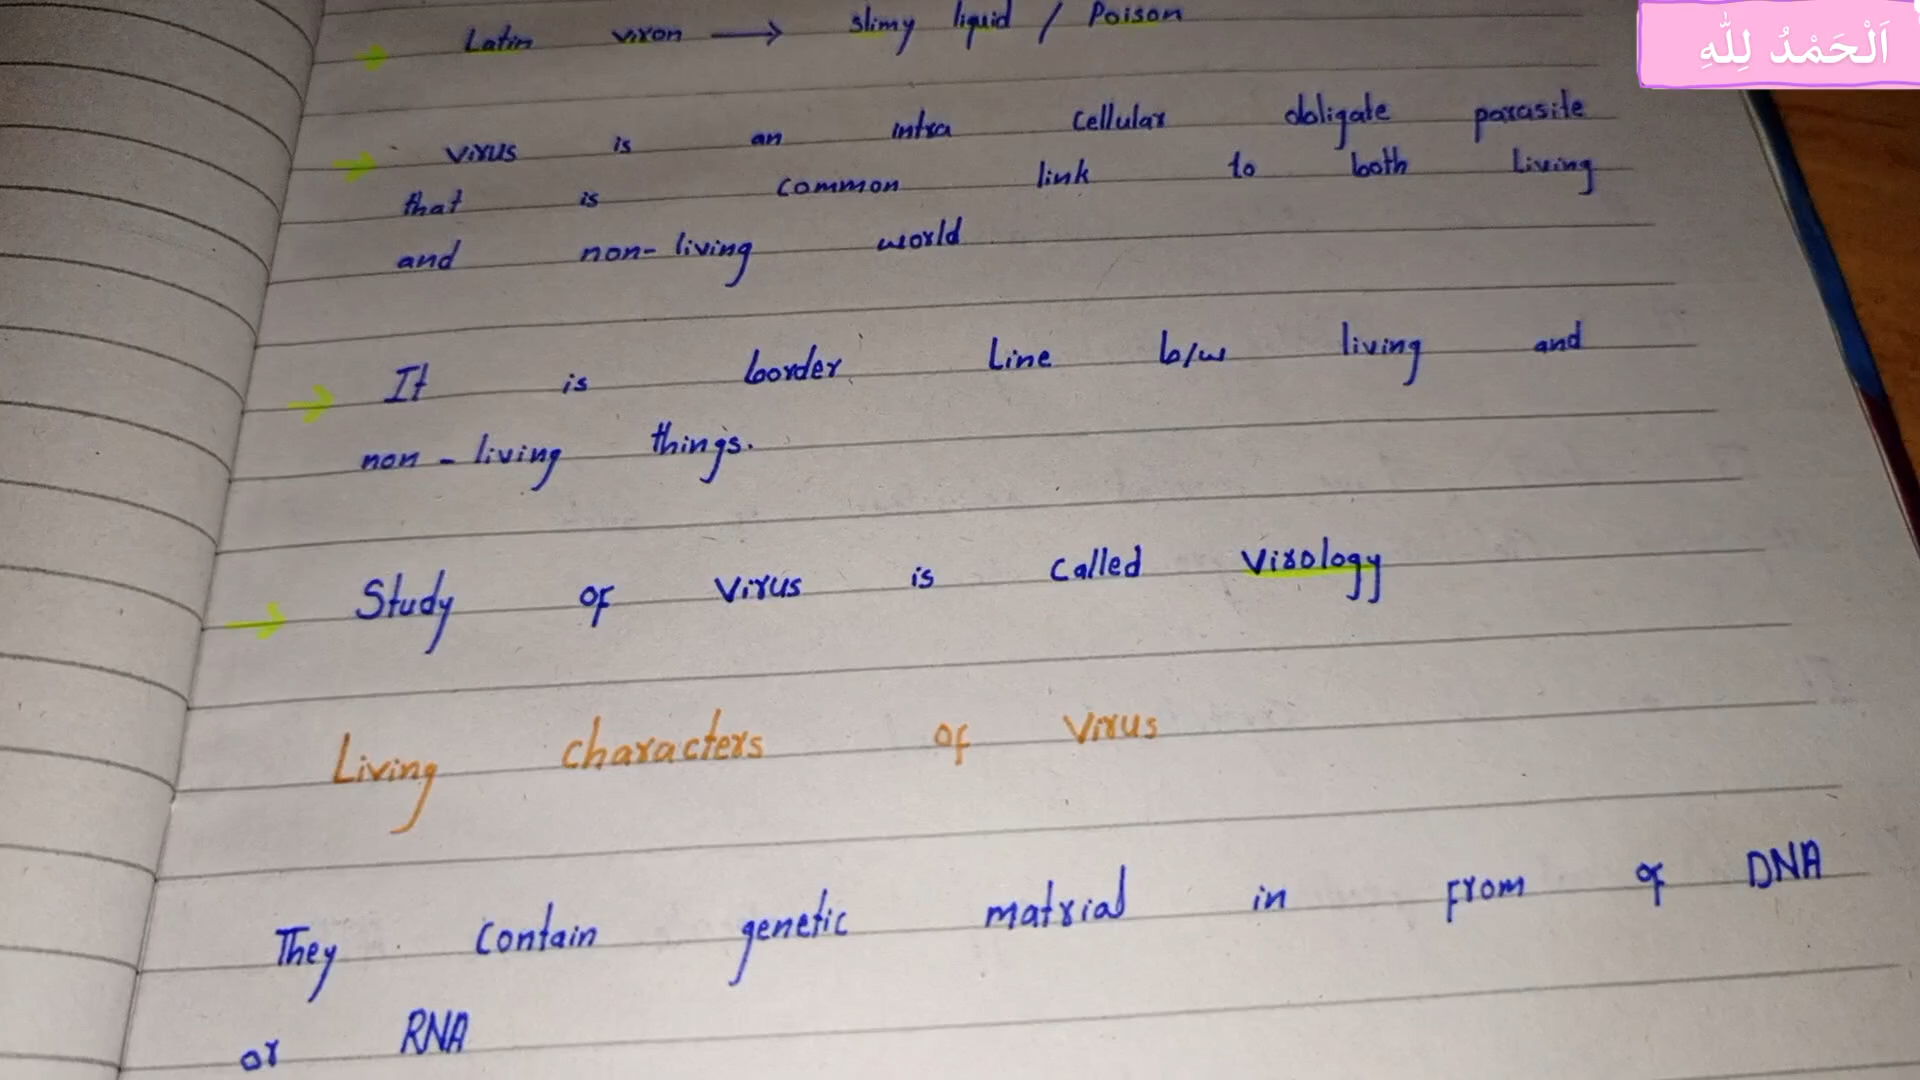 Latin viron → slimy liquid / Poison
اَلْحَمْدُ لِلّٰهِ
→ virus is an intra cellular obligate parasite
that is common link to both living
and non-living world
→ It is border line b/w living and
non-living things.
→ Study of virus is called virology
Living characters of virus
They contain genetic matrial in from of DNA
or RNA